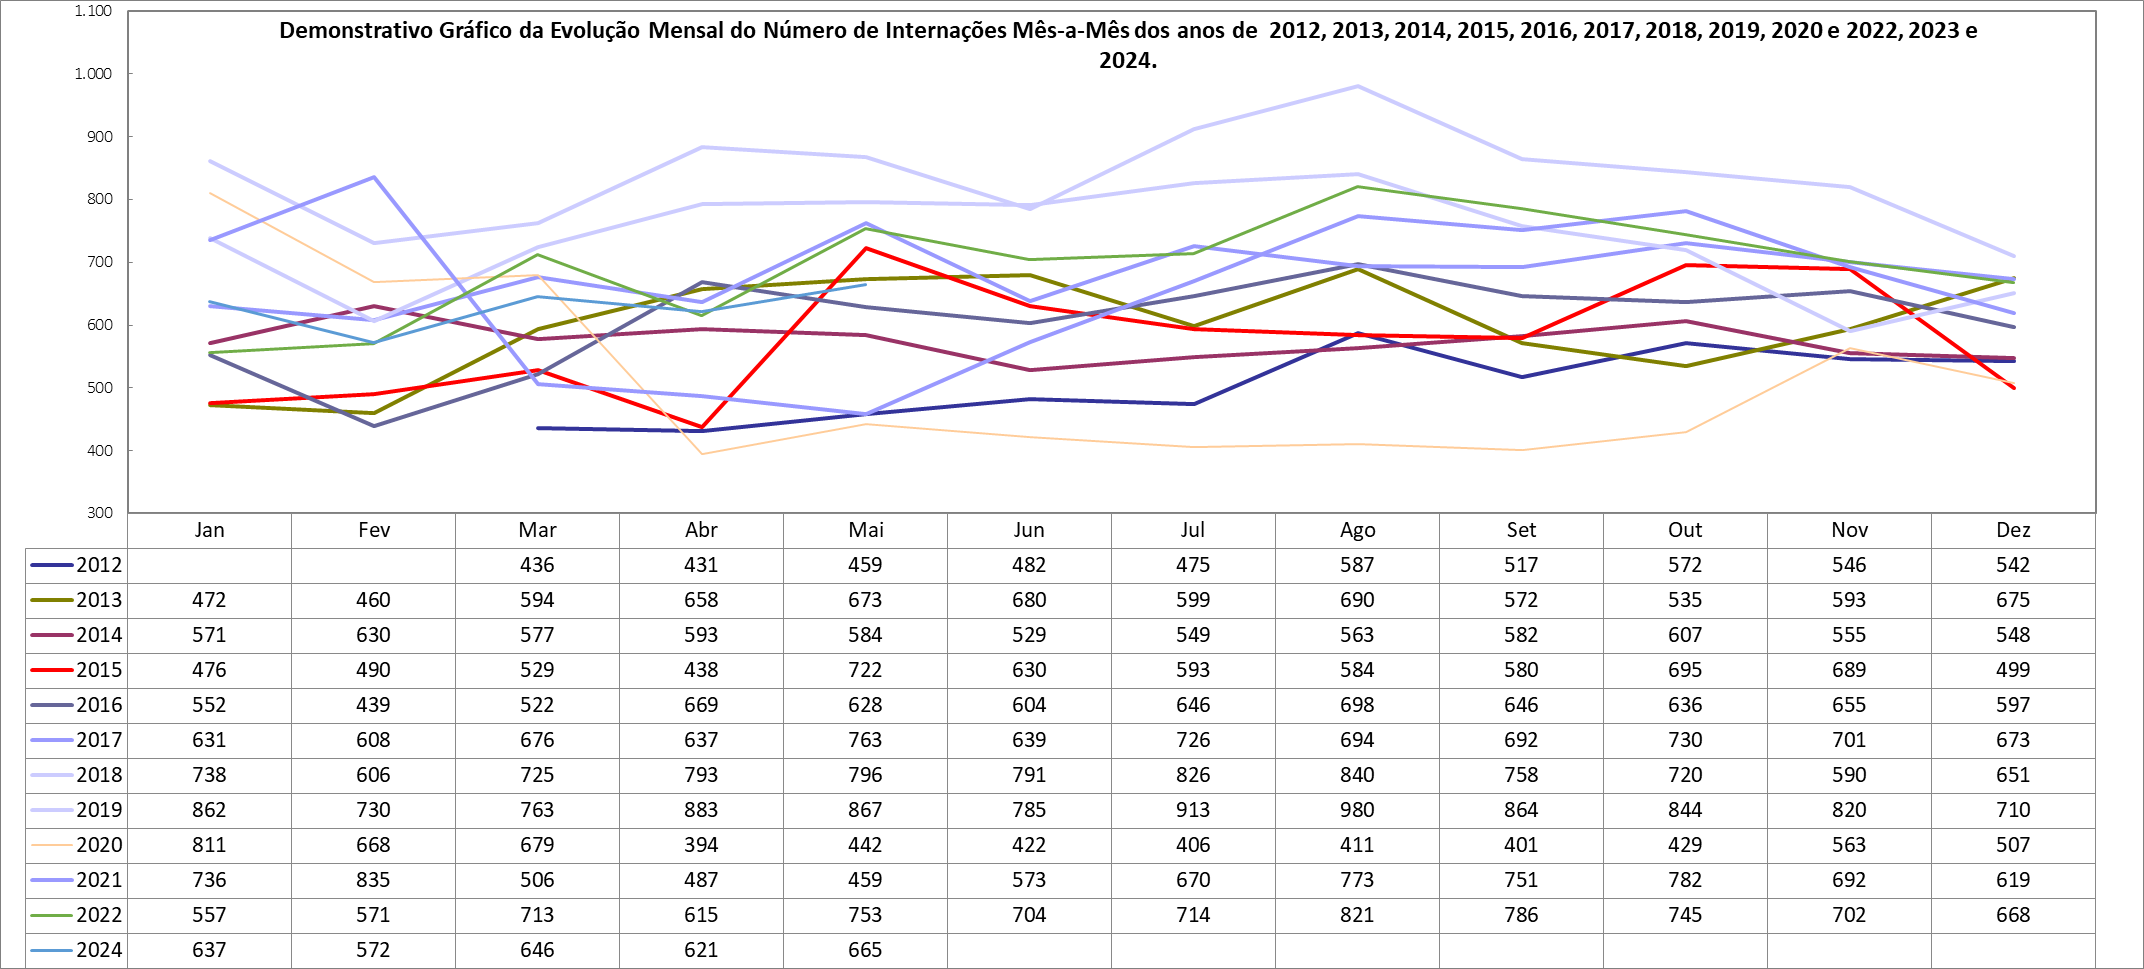 Demonstrativo Gráfico da Evolução Mensal do Número de Internações Mês-a-Mês dos anos de 2012, 2013, 2014, 2015, 2016, 2017, 2018, 2019, 2020 e 2022, 2023 e
2024.
1.100
1.000
900
800
700
600
500
400
300
Jan Fev Mar Abr Mai Jun Jul Ago Set Out Nov Dez
2012 436 431 459 482 475 587 517 572 546 542
2013 472 460 594 658 673 680 599 690 572 535 593 675
2014 571 630 577 593 584 529 549 563 582 607 555 548
2015 476 490 529 438 722 630 593 584 580 695 689 499
2016 552 439 522 669 628 604 646 698 646 636 655 597
2017 631 608 676 637 763 639 726 694 692 730 701 673
2018 738 606 725 793 796 791 826 840 758 720 590 651
2019 862 730 763 883 867 785 913 980 864 844 820 710
2020 811 668 679 394 442 422 406 411 401 429 563 507
2021 736 835 506 487 459 573 670 773 751 782 692 619
2022 557 571 713 615 753 704 714 821 786 745 702 668
2024 637 572 646 621 665